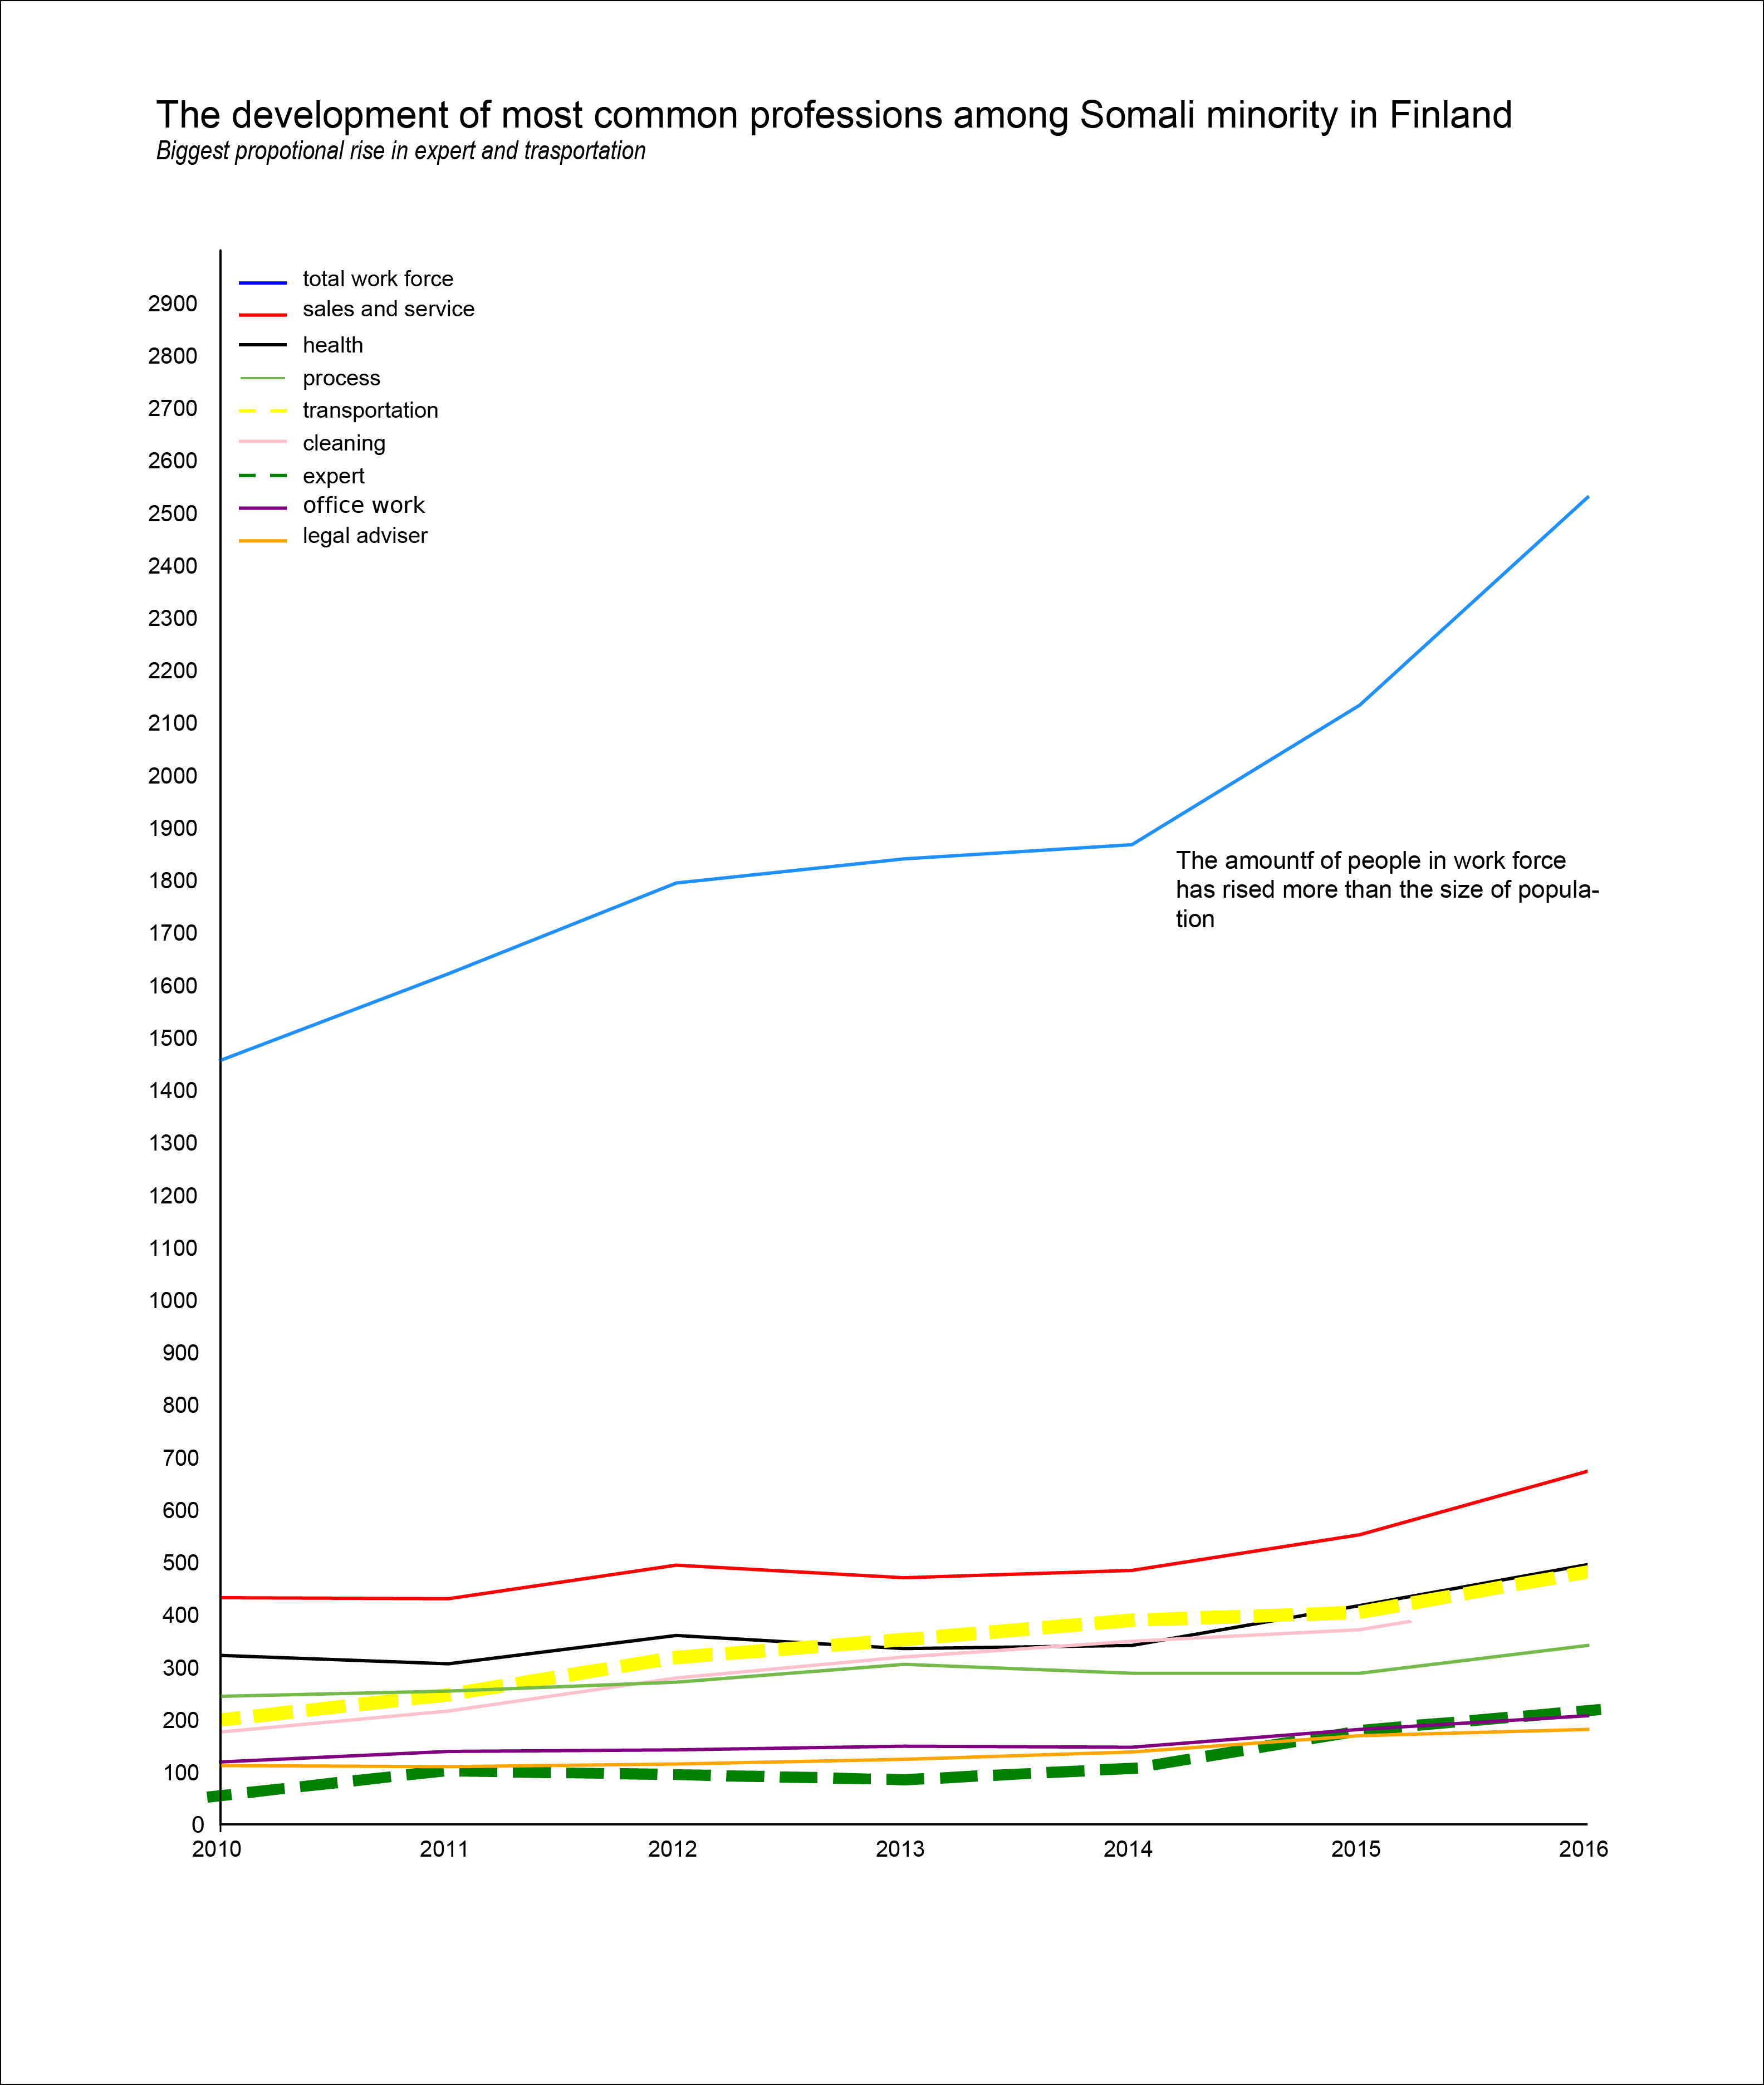 The development of most common professions among Somali minority in Finland
Biggest propotional rise in expert and trasportation
total work force
2900
sales and service
health
2800
process
2700
transportation
cleaning
2600
expert
2500
office work
legal adviser
2400
2300
2200
2100
2000
1900
The amountf of people in work force
1800
has rised more than the size of popula-
tion
1700
1600
1500
1400
1300
1200
1100
1000
900
800
700
600
500
400
300
200
100
0
2010 2011 2012 2013 2014 2015 2016